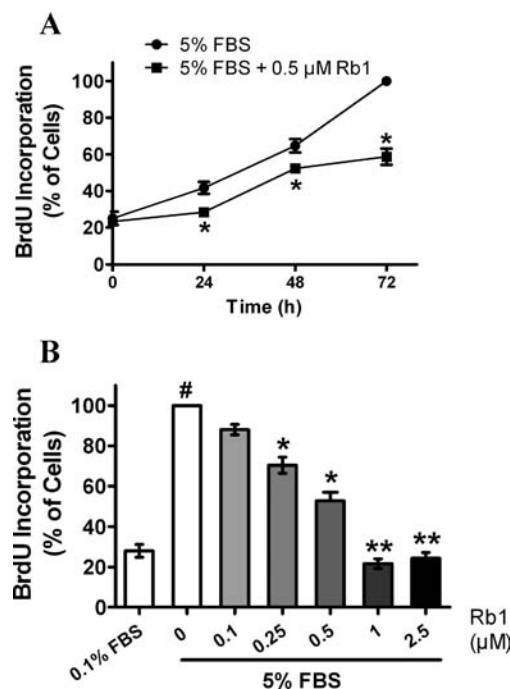 A
5% FBS
5% FBS + 0.5 µM Rb1
BrdU Incorporation
(% of Cells)
100
80
60
40
20
0
*
*
*
0 24 48 72
Time (h)
B
BrdU Incorporation
(% of Cells)
100
80
60
40
20
0
#
*
*
**
**
0.1% FBS 0 0.1 0.25 0.5 1 2.5
Rb1
(µM)
5% FBS